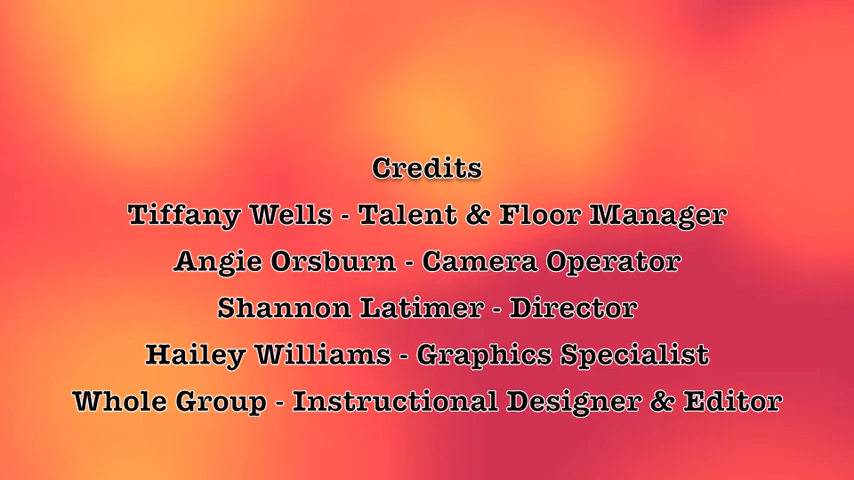 Credits
Tiffany Wells - Talent & Floor Manager
Angie Orsburn - Camera Operator
Shannon Latimer - Director
Hailey Williams - Graphics Specialist
Whole Group - Instructional Designer & Editor